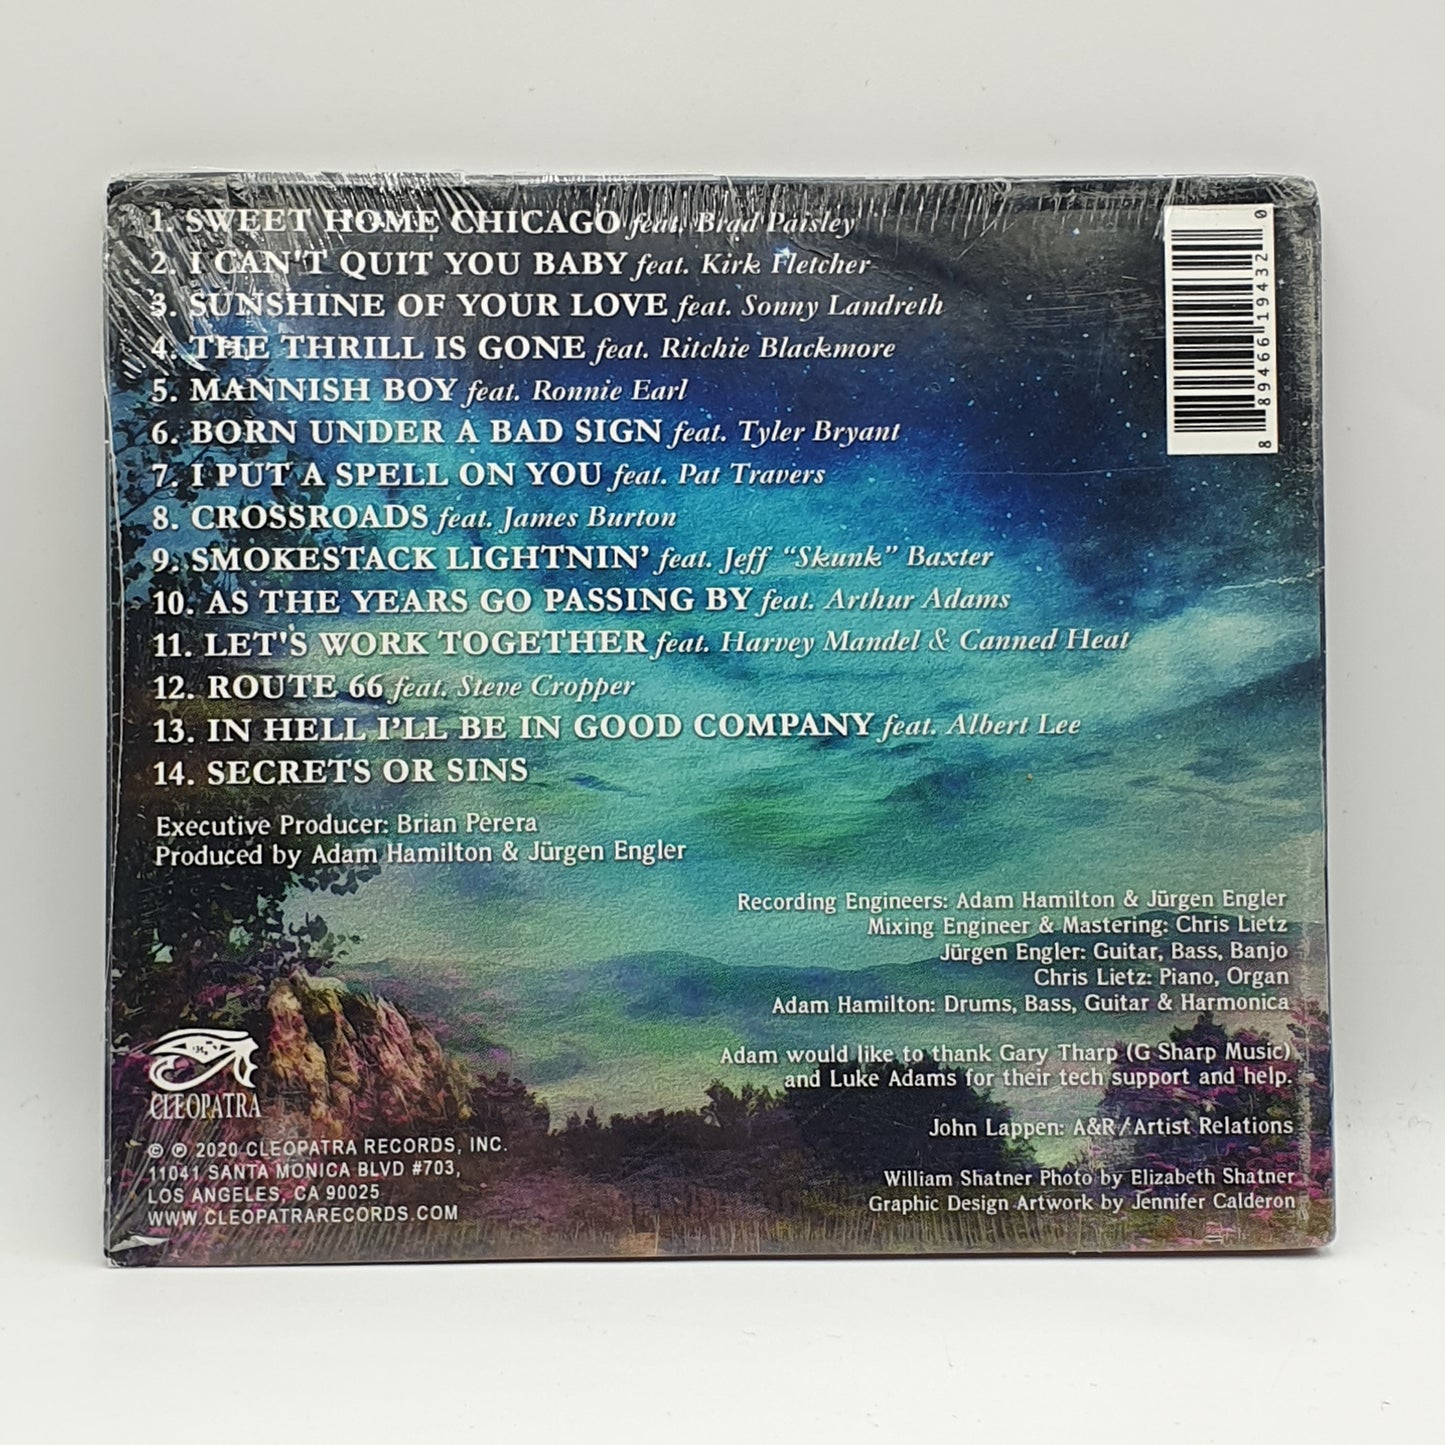 1. SWEET HOME CHICAGO feat. Brad Paisley
2. I CAN'T QUIT YOU BABY feat. Kirk Fletcher
3. SUNSHINE OF YOUR LOVE feat. Sonny Landreth
4. THE THRILL IS GONE feat. Ritchie Blackmore
5. MANNISH BOY feat. Ronnie Earl
6. BORN UNDER A BAD SIGN feat. Tyler Bryant
7. I PUT A SPELL ON YOU feat. Pat Travers
8. CROSSROADS feat. James Burton
9. SMOKESTACK LIGHTNIN’ feat. Jeff “Skunk” Baxter
10. AS THE YEARS GO PASSING BY feat. Arthur Adams
11. LET'S WORK TOGETHER feat. Harvey Mandel & Canned Heat
12. ROUTE 66 feat. Steve Cropper
13. IN HELL I’LL BE IN GOOD COMPANY feat. Albert Lee
14. SECRETS OR SINS
8 89466 19432 0
Executive Producer: Brian Perera
Produced by Adam Hamilton & Jürgen Engler
Recording Engineers: Adam Hamilton & Jürgen Engler
Mixing Engineer & Mastering: Chris Lietz
Jürgen Engler: Guitar, Bass, Banjo
Chris Lietz: Piano, Organ
Adam Hamilton: Drums, Bass, Guitar & Harmonica
Adam would like to thank Gary Tharp (G Sharp Music)
and Luke Adams for their tech support and help.
John Lappen: A&R/Artist Relations
William Shatner Photo by Elizabeth Shatner
Graphic Design Artwork by Jennifer Calderon
CLEOPATRA
© ℗ 2020 CLEOPATRA RECORDS, INC.
11041 SANTA MONICA BLVD #703,
LOS ANGELES, CA 90025
WWW.CLEOPATRARECORDS.COM